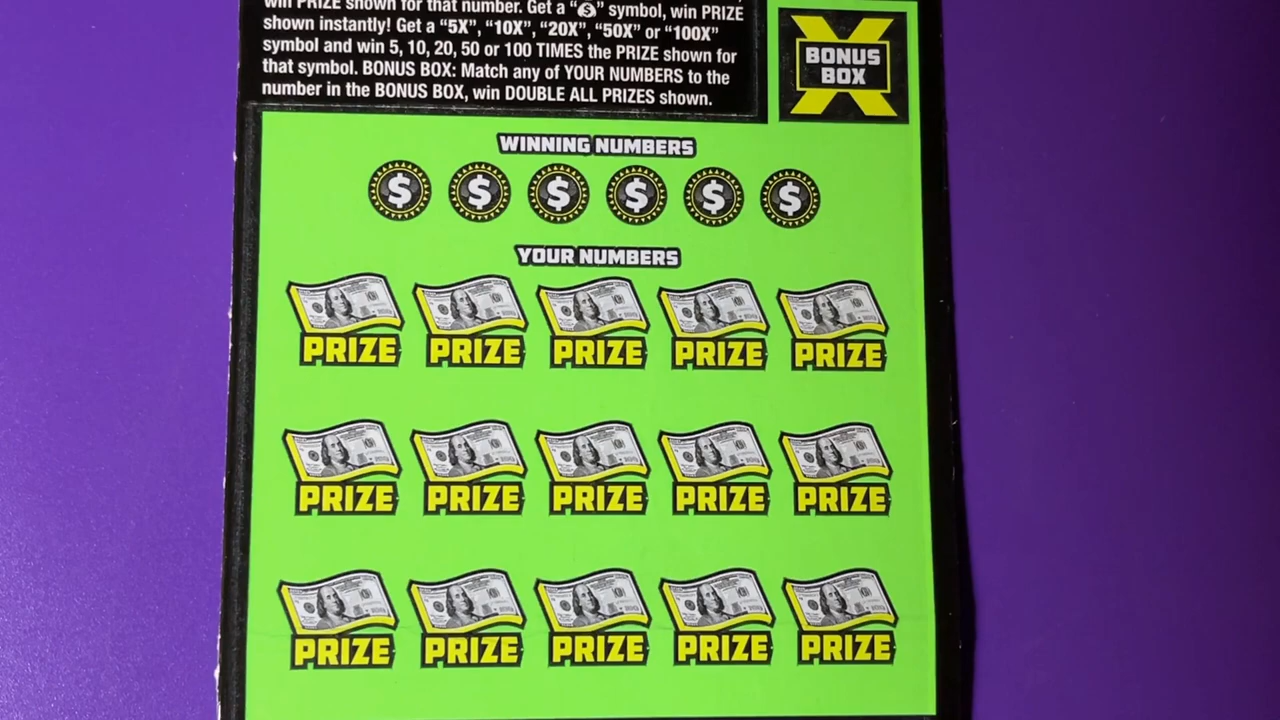 win PRIZE shown for that number. Get a “$” symbol, win PRIZE
shown instantly! Get a “5X”, “10X”, “20X”, “50X” or “100X”
symbol and win 5, 10, 20, 50 or 100 TIMES the PRIZE shown for
that symbol. BONUS BOX: Match any of YOUR NUMBERS to the
number in the BONUS BOX, win DOUBLE ALL PRIZES shown.
BONUS
BOX
WINNING NUMBERS
$ $ $ $ $ $
YOUR NUMBERS
PRIZE PRIZE PRIZE PRIZE PRIZE
PRIZE PRIZE PRIZE PRIZE PRIZE
PRIZE PRIZE PRIZE PRIZE PRIZE